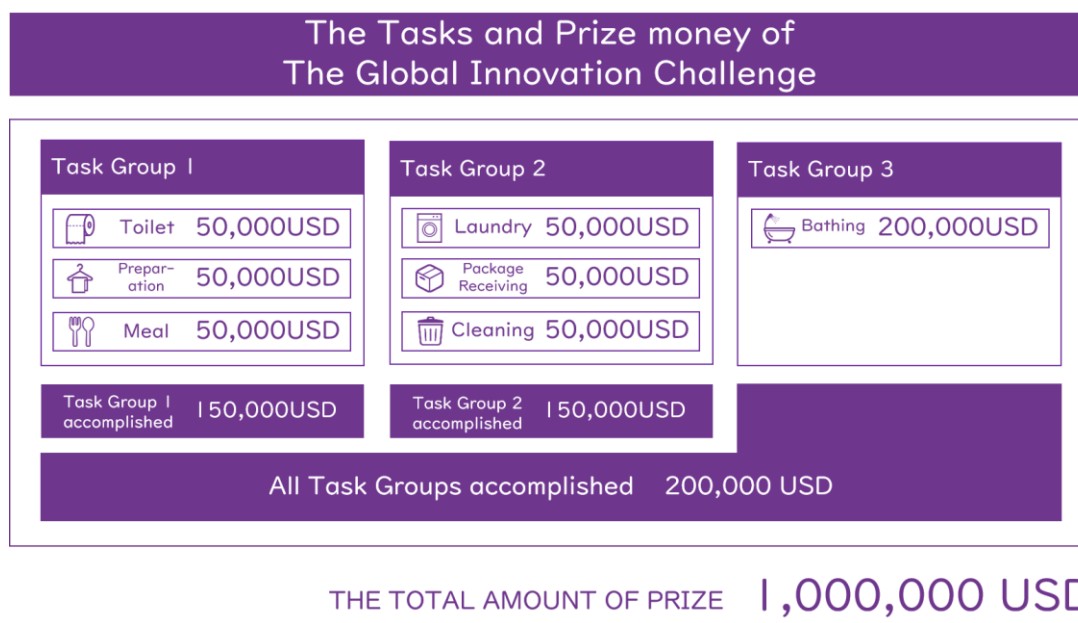 The Tasks and Prize money of
The Global Innovation Challenge
Task Group 1
Toilet 50,000USD
Prepar-
ation 50,000USD
Meal 50,000USD
Task Group 1
accomplished 150,000USD
Task Group 2
Laundry 50,000USD
Package
Receiving 50,000USD
Cleaning 50,000USD
Task Group 2
accomplished 150,000USD
Task Group 3
Bathing 200,000USD
All Task Groups accomplished 200,000 USD
THE TOTAL AMOUNT OF PRIZE 1,000,000 USD